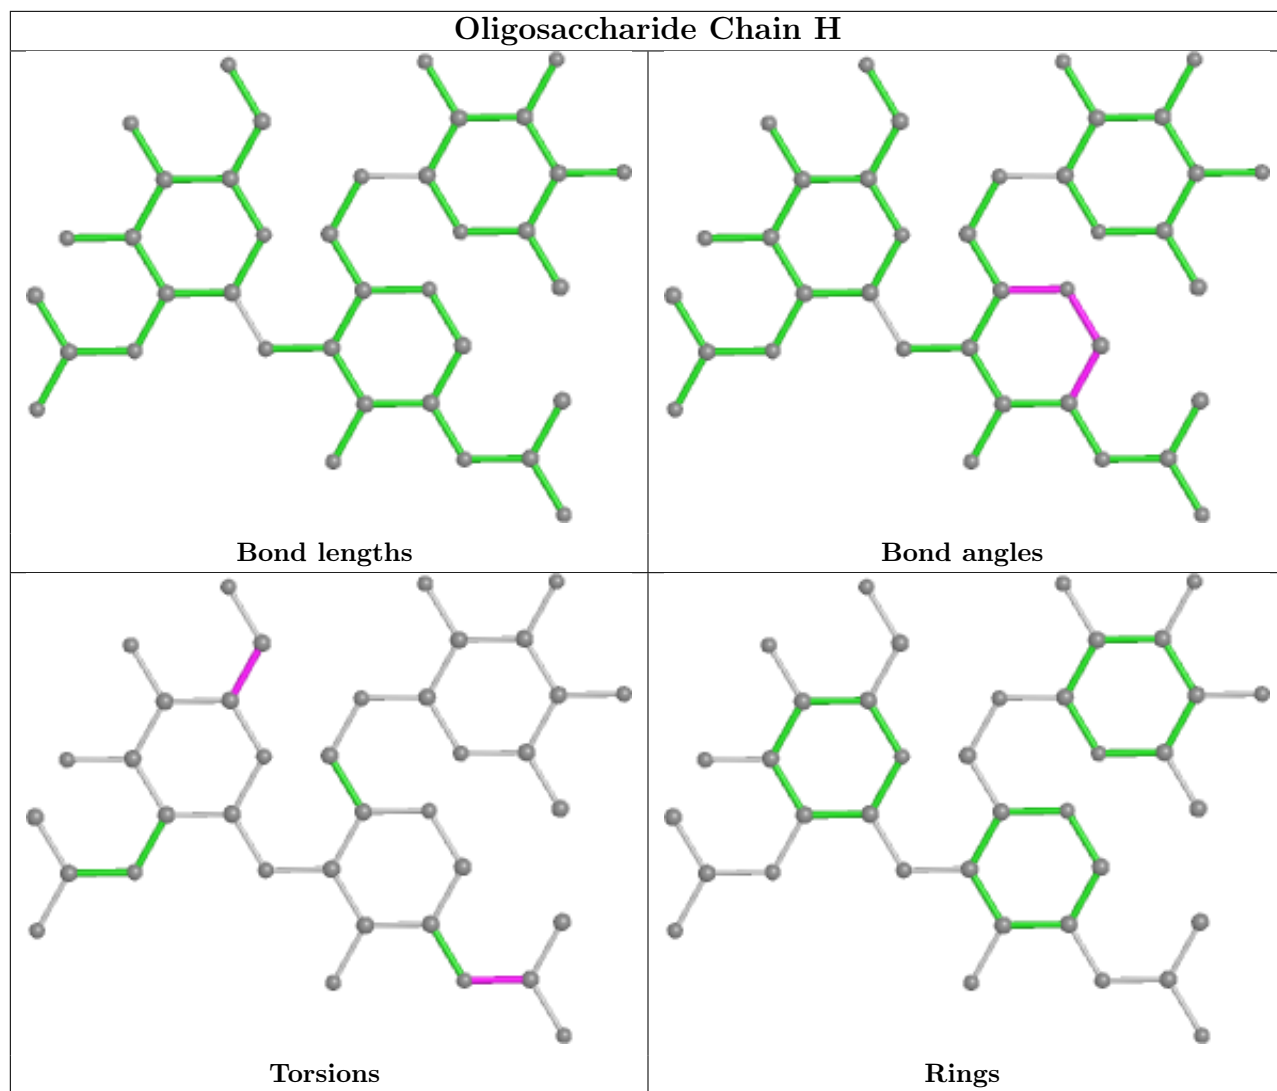 Oligosaccharide Chain H
Bond lengths
Bond angles
Torsions
Rings